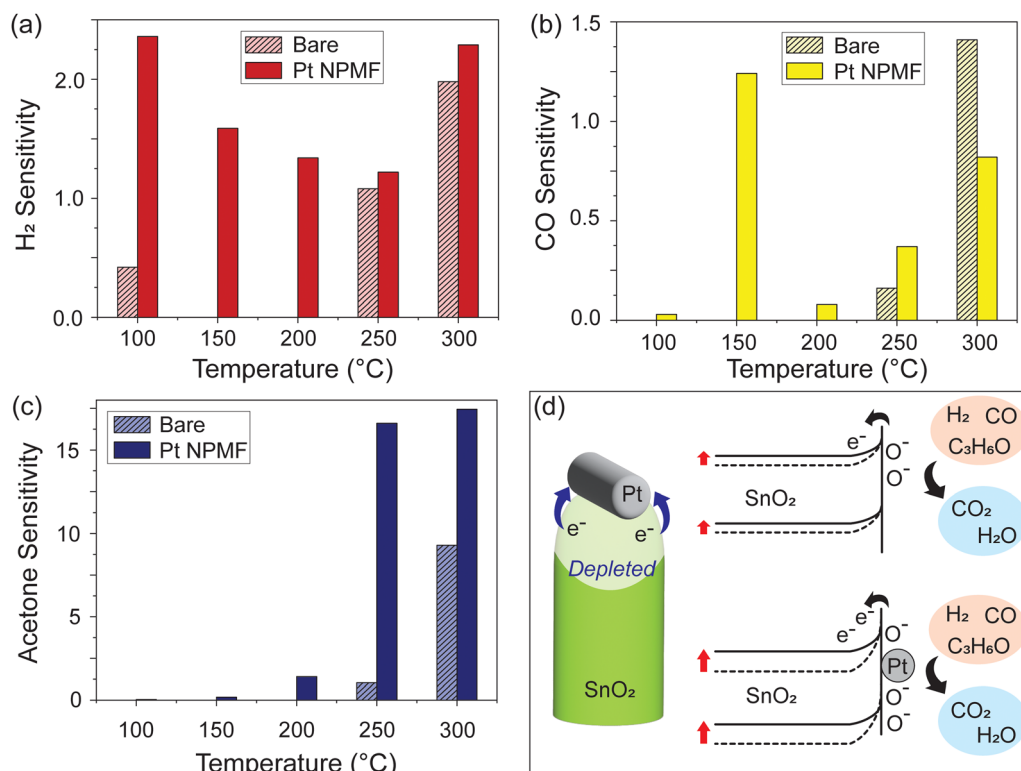 (a)
Bare
Pt NPMF
H₂ Sensitivity
2.0
1.0
0.0
100 150 200 250 300
Temperature (°C)
(b)
Bare
Pt NPMF
CO Sensitivity
1.5
1.0
0.5
0.0
100 150 200 250 300
Temperature (°C)
(c)
Bare
Pt NPMF
Acetone Sensitivity
15
10
5
0
100 150 200 250 300
Temperature (°C)
(d)
Pt
e⁻ e⁻
Depleted
SnO₂
e⁻
O⁻
O⁻
SnO₂
H₂ CO
C₃H₆O
CO₂
H₂O
e⁻
e⁻
O⁻
Pt
O⁻
O⁻
SnO₂
H₂ CO
C₃H₆O
CO₂
H₂O